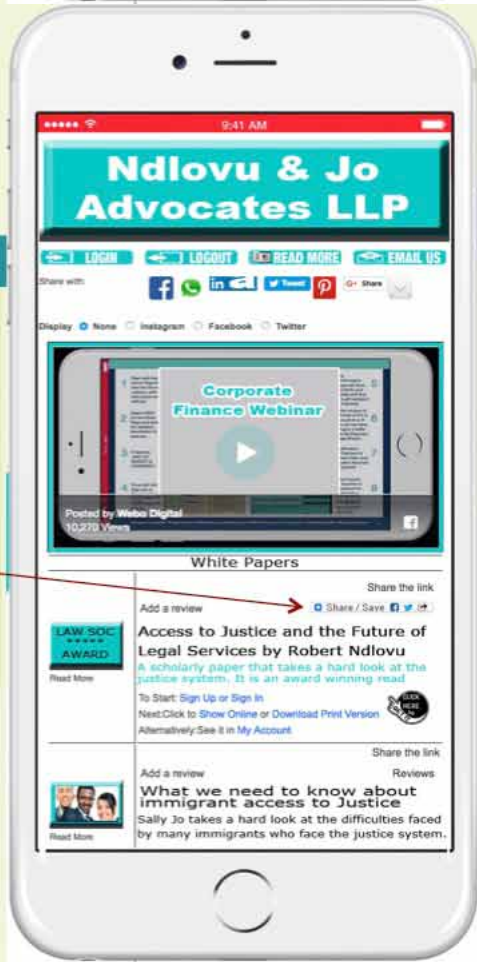 9:41 AM
Ndlovu & Jo
Advocates LLP
LOGIN LOGOUT READ MORE EMAIL US
Share with:
Tweet G+ Share
Display None Instagram Facebook Twitter
Corporate
Finance Webinar
Posted by Webo Digital
10,270 Views
White Papers
Share the link
Add a review Share / Save
LAW SOC
AWARD
Read More
Access to Justice and the Future of
Legal Services by Robert Ndlovu
A scholarly paper that takes a hard look at the
justice system. It is an award winning read
To Start: Sign Up or Sign In
Next:Click to Show Online or Download Print Version
CLICK
HERE
Alternatively:See it in My Account
Share the link
Add a review Reviews
What we need to know about
immigrant access to Justice
Sally Jo takes a hard look at the difficulties faced
by many immigrants who face the justice system.
Read More